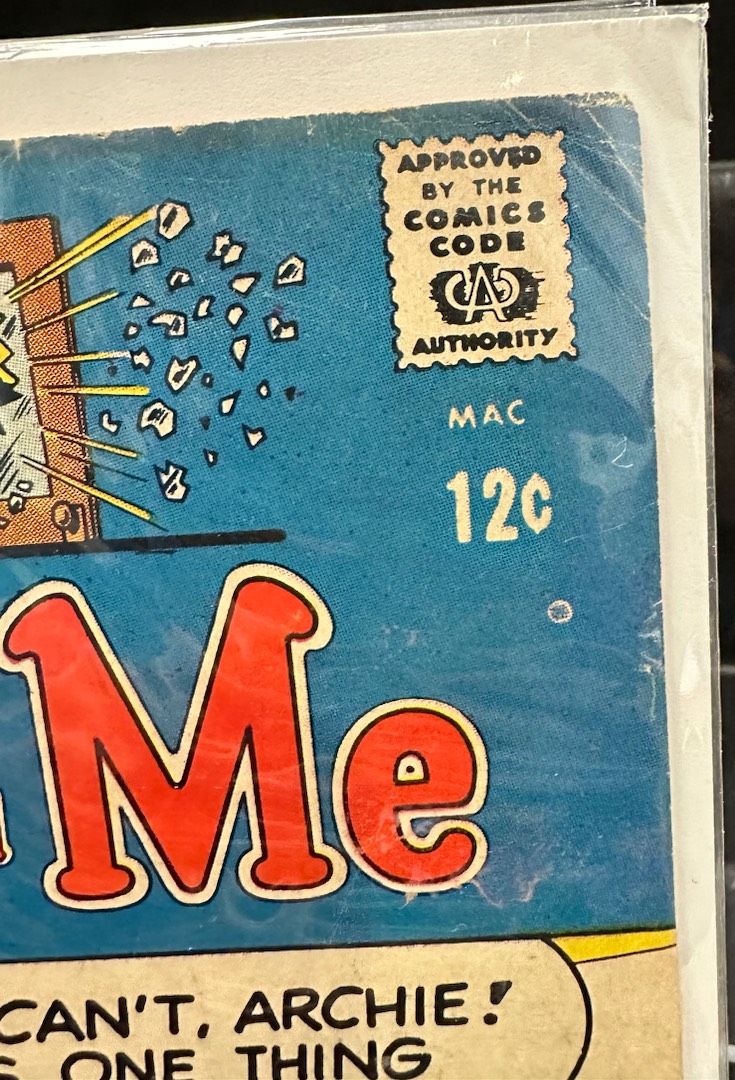 APPROVED
BY THE
COMICS
CODE
CA
AUTHORITY
MAC
12¢
Me
CAN'T, ARCHIE!
ONE THING